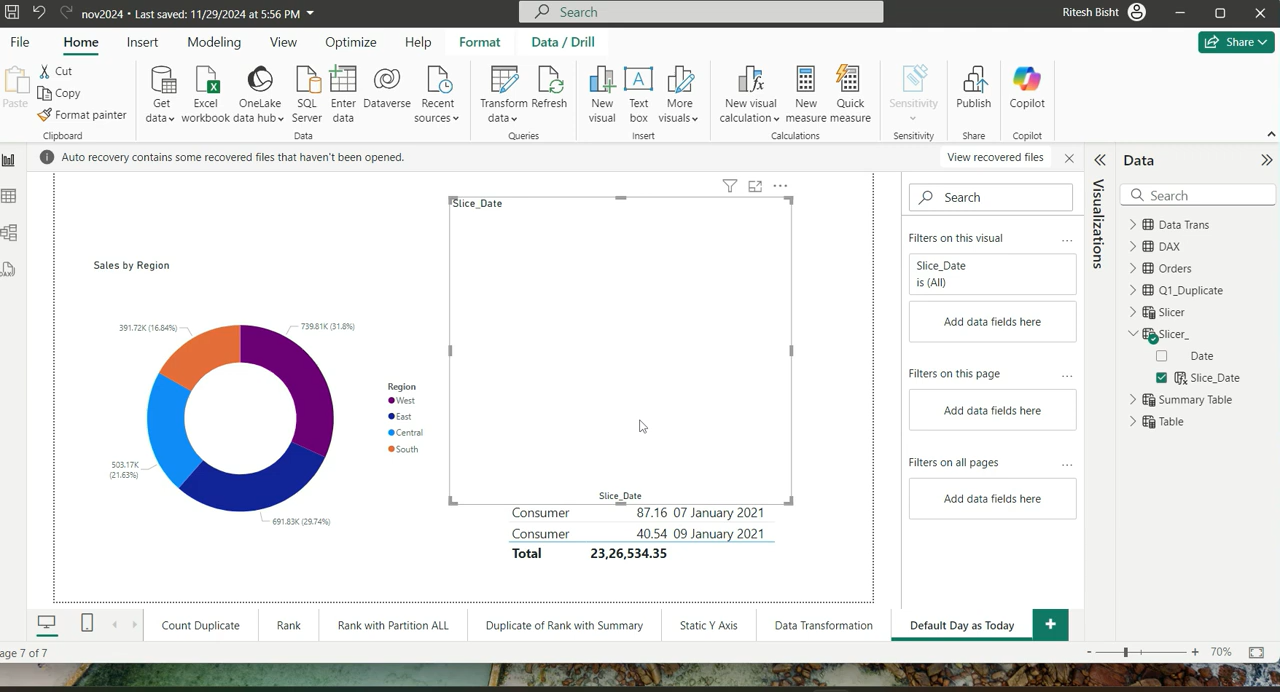 nov2024 • Last saved: 11/29/2024 at 5:56 PM
Search
Ritesh Bisht
File
Home
Insert
Modeling
View
Optimize
Help
Format
Data / Drill
Share
Paste
Cut
Copy
Format painter
Clipboard
Get data
Excel workbook
OneLake data hub
SQL Server
Enter data
Dataverse
Recent sources
Data
Transform data
Refresh
Queries
New visual
Text box
More visuals
Insert
New visual calculation
New measure
Quick measure
Calculations
Sensitivity
Sensitivity
Publish
Share
Copilot
Copilot
Auto recovery contains some recovered files that haven't been opened.
View recovered files
Sales by Region
391.72K (16.84%)
739.81K (31.8%)
503.17K
(21.63%)
691.83K (29.74%)
Region
West
East
Central
South
Slice_Date
Slice_Date
Consumer 87.16 07 January 2021
Consumer 40.54 09 January 2021
Total 23,26,534.35
Search
Filters on this visual
Slice_Date
is (All)
Add data fields here
Filters on this page
Add data fields here
Filters on all pages
Add data fields here
Visualizations
Data
Search
Data Trans
DAX
Orders
Q1_Duplicate
Slicer
Slicer_
Date
Slice_Date
Summary Table
Table
Count Duplicate
Rank
Rank with Partition ALL
Duplicate of Rank with Summary
Static Y Axis
Data Transformation
Default Day as Today
age 7 of 7
- + 70%